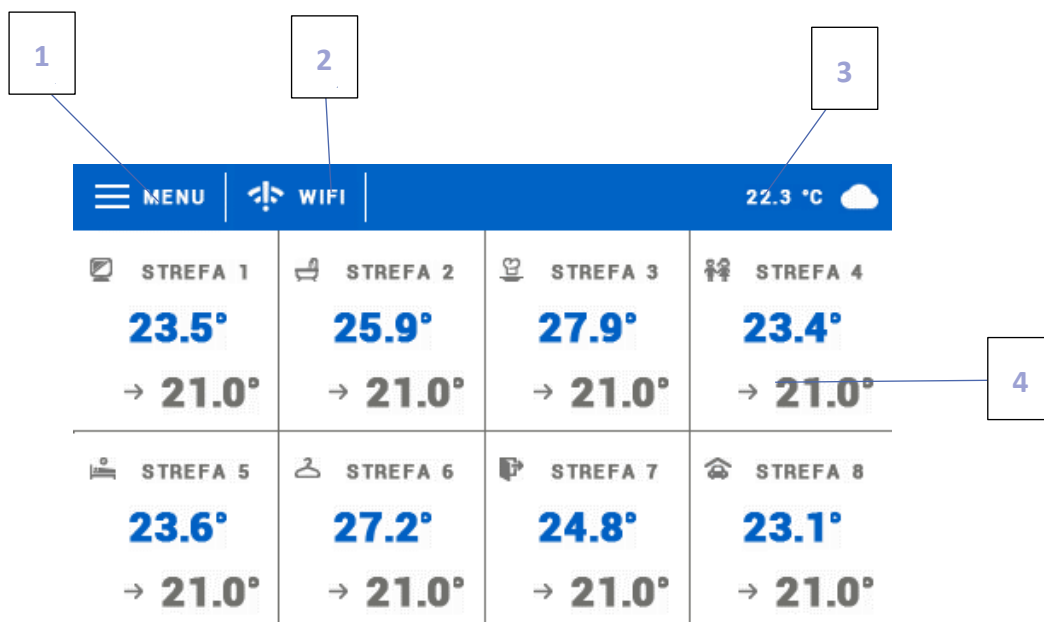 1 2 3
MENU WIFI 22.3 °C
STREFA 1 STREFA 2 STREFA 3 STREFA 4
23.5° 25.9° 27.9° 23.4°
→ 21.0° → 21.0° → 21.0° → 21.0° 4
STREFA 5 STREFA 6 STREFA 7 STREFA 8
23.6° 27.2° 24.8° 23.1°
→ 21.0° → 21.0° → 21.0° → 21.0°